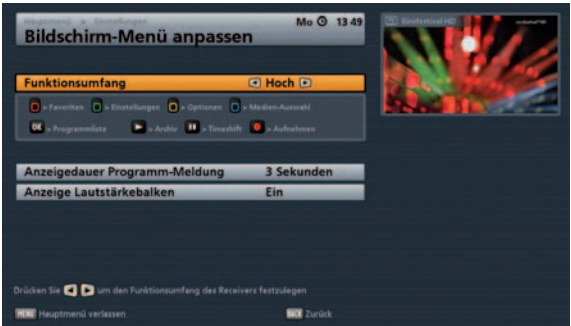 Hauptmenü > Einstellungen
Mo 13 49
Bildschirm-Menü anpassen
Einsfestival HD
Funktionsumfang Hoch
> Favoriten > Einstellungen > Optionen > Medien-Auswahl
OK > Programmliste > Archiv > Timeshift > Aufnehmen
Anzeigedauer Programm-Meldung 3 Sekunden
Anzeige Lautstärkebalken Ein
Drücken Sie um den Funktionsumfang des Receivers festzulegen
MENU Hauptmenü verlassen
BACK Zurück